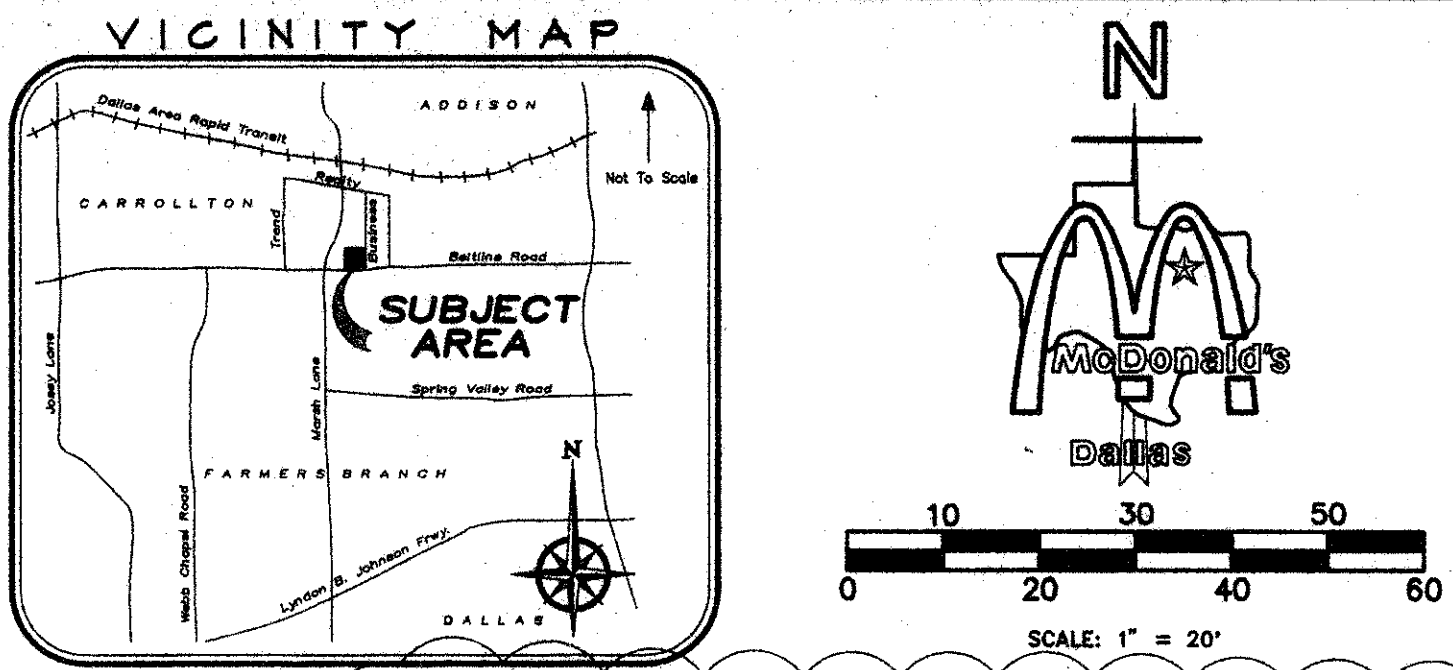 VICINITY MAP
Dallas Area Rapid Transit
ADDISON
Not To Scale
Realty
CARROLLTON
Trend
Business
Beltline Road
SUBJECT
AREA
Josey Lane
Marsh Lane
Spring Valley Road
N
FARMERS BRANCH
Webb Chapel Road
Lyndon B. Johnson Frwy.
DALLAS
N
McDonald's
Dallas
10 30 50
0 20 40 60
SCALE: 1" = 20'